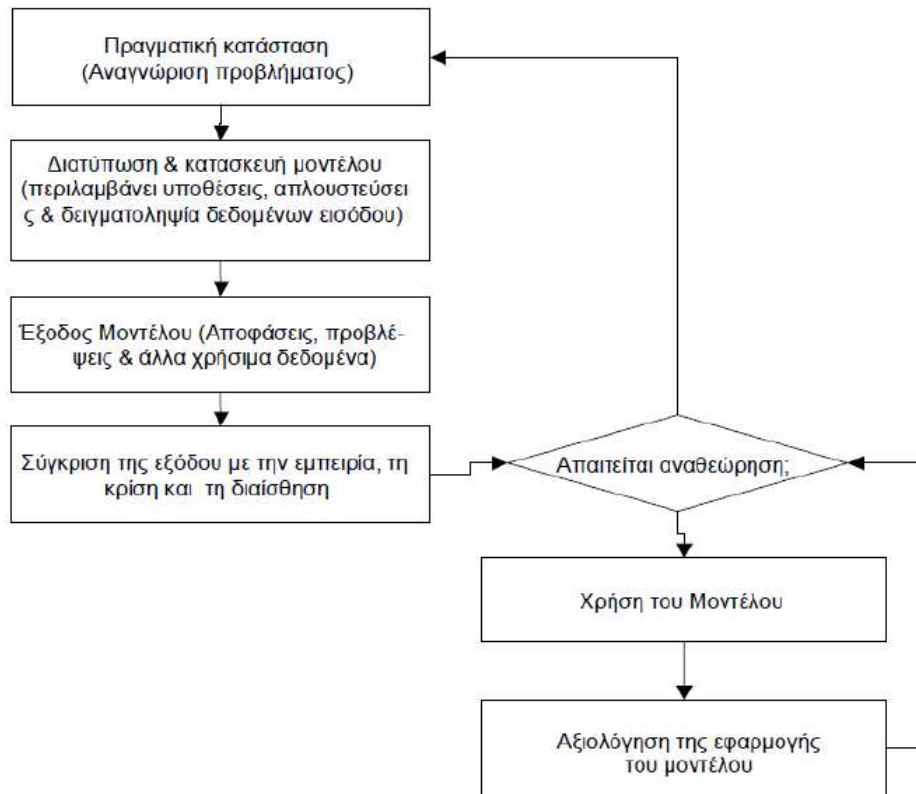 Πραγματική κατάσταση
(Αναγνώριση προβλήματος)
Διατύπωση & κατασκευή μοντέλου
(περιλαμβάνει υποθέσεις, απλουστεύσει
ς & δειγματοληψία δεδομένων εισόδου)
Έξοδος Μοντέλου (Αποφάσεις, προβλέ-
ψεις & άλλα χρήσιμα δεδομένα)
Σύγκριση της εξόδου με την εμπειρία, τη
κρίση και τη διαίσθηση
Απαιτείται αναθεώρηση;
Χρήση του Μοντέλου
Αξιολόγηση της εφαρμογής
του μοντέλου